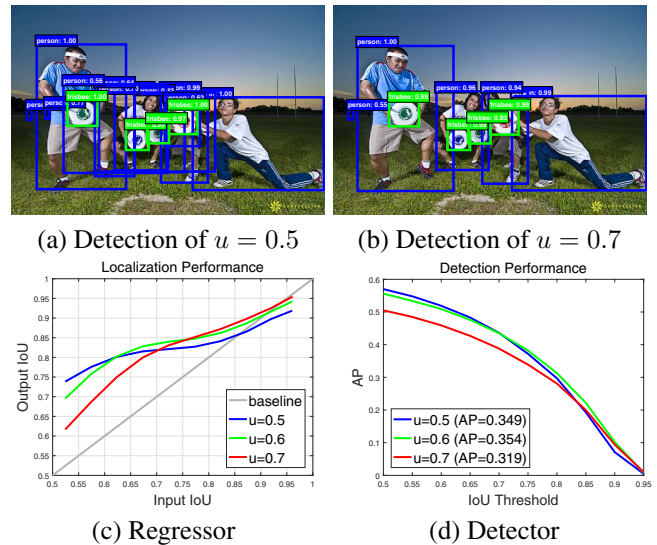 person: 1.00
person: 0.56
frisbee: 1.00
person: 0.99
frisbee: 1.00
frisbee: 0.97
person: 1.00
person: 1.00
person: 0.55
person: 0.96
person: 0.94
person: 0.99
frisbee: 0.99
frisbee: 0.99
(a) Detection of u = 0.5
(b) Detection of u = 0.7
Localization Performance
1
0.95
0.9
0.85
0.8
0.75
0.7
0.65
0.6
0.55
0.5
Output IoU
baseline
u=0.5
u=0.6
u=0.7
0.5 0.55 0.6 0.65 0.7 0.75 0.8 0.85 0.9 0.95 1
Input IoU
(c) Regressor
Detection Performance
0.6
0.5
0.4
0.3
0.2
0.1
0
AP
u=0.5 (AP=0.349)
u=0.6 (AP=0.354)
u=0.7 (AP=0.319)
0.5 0.55 0.6 0.65 0.7 0.75 0.8 0.85 0.9 0.95
IoU Threshold
(d) Detector